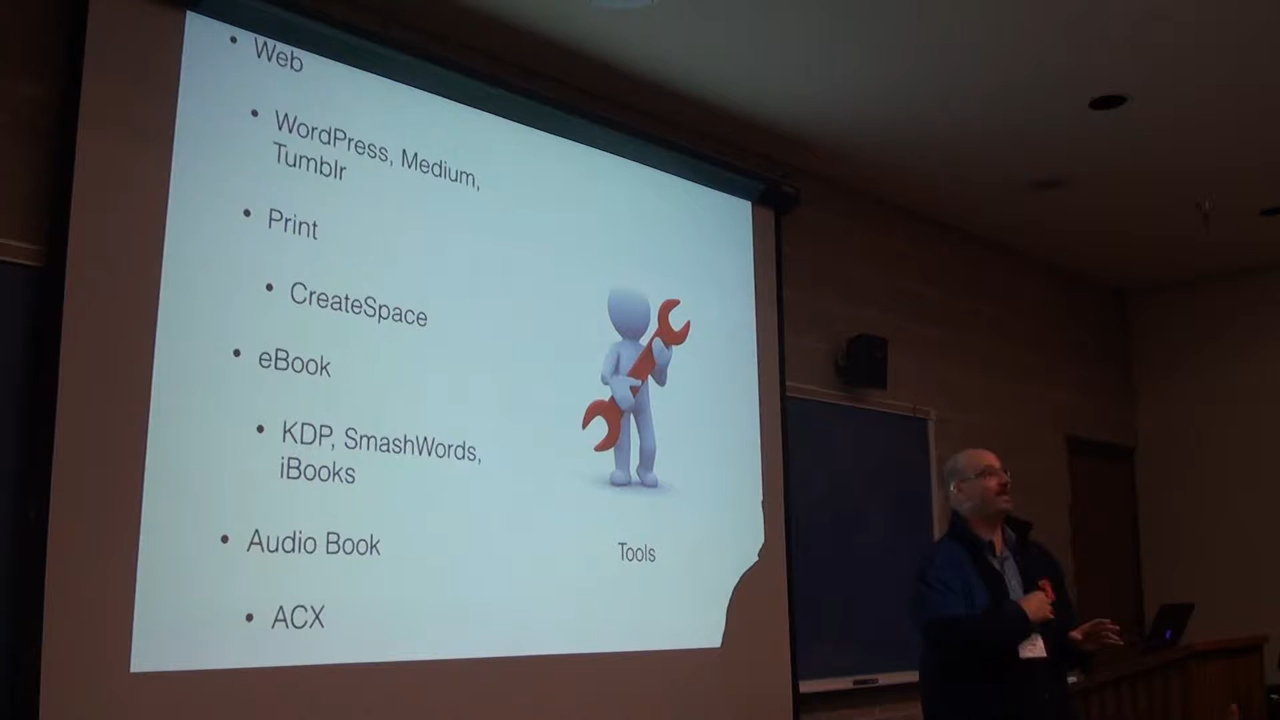 Web
WordPress, Medium,
Tumblr
Print
CreateSpace
eBook
KDP, SmashWords,
iBooks
Audio Book
ACX
Tools